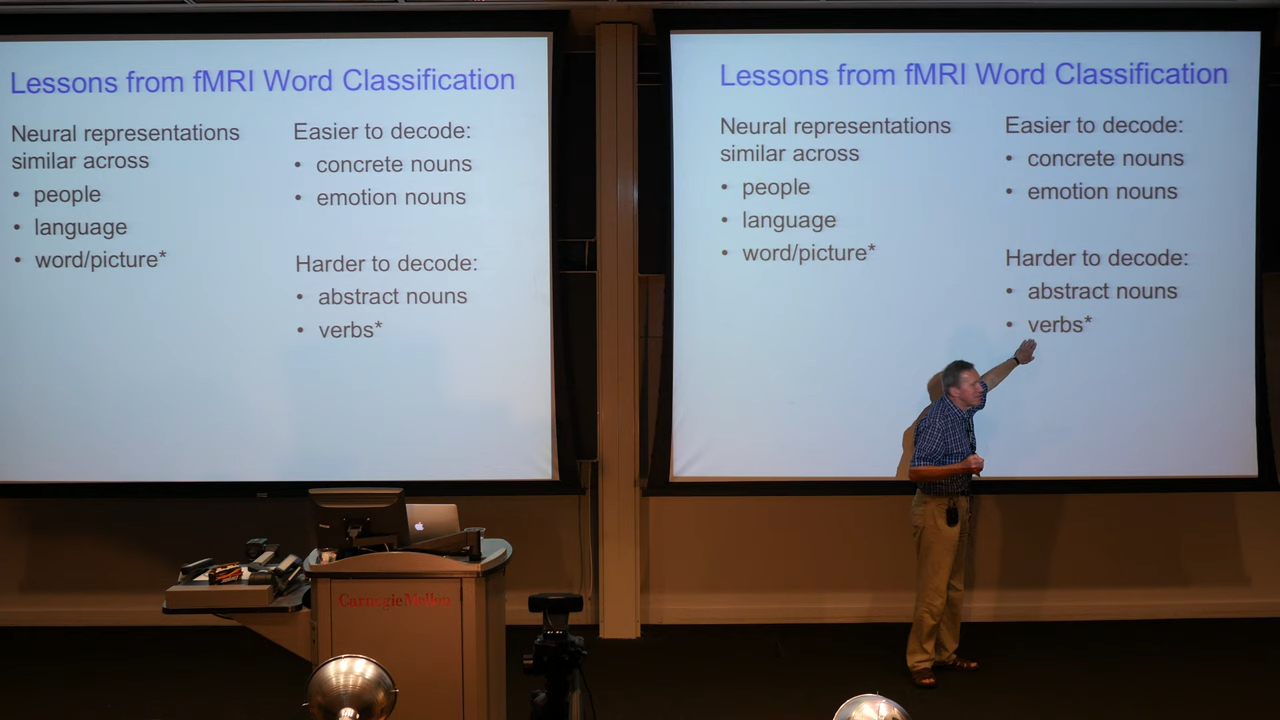 Lessons from fMRI Word Classification
Neural representations
similar across
• people
• language
• word/picture*
Easier to decode:
• concrete nouns
• emotion nouns
Harder to decode:
• abstract nouns
• verbs*
Lessons from fMRI Word Classification
Neural representations
similar across
• people
• language
• word/picture*
Easier to decode:
• concrete nouns
• emotion nouns
Harder to decode:
• abstract nouns
• verbs*
Carnegie Mellon